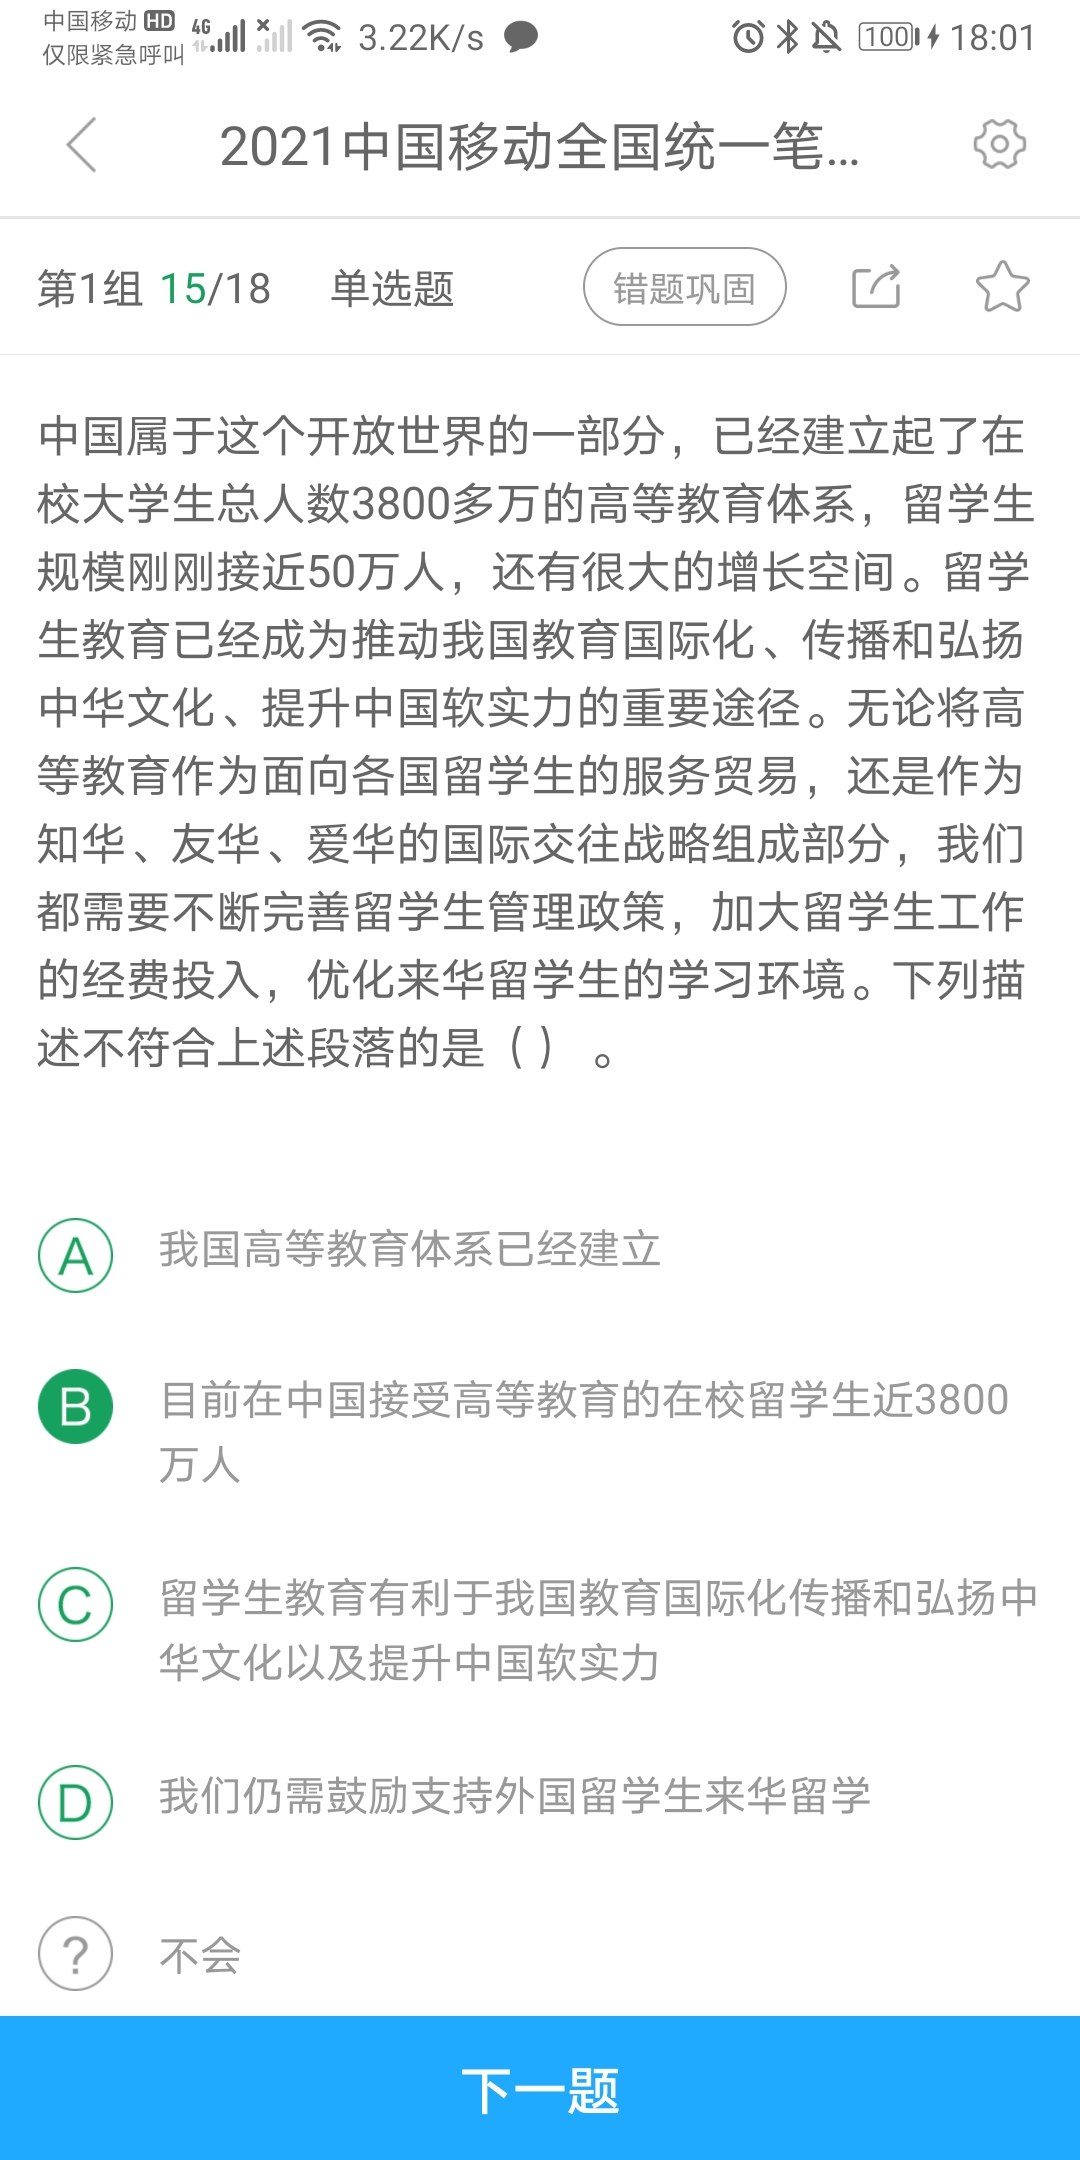 中国移动 HD 4G 3.22K/s 100 18:01
仅限紧急呼叫
2021中国移动全国统一笔...
第1组 15/18 单选题 错题巩固
中国属于这个开放世界的一部分，已经建立起了在
校大学生总人数3800多万的高等教育体系，留学生
规模刚刚接近50万人，还有很大的增长空间。留学
生教育已经成为推动我国教育国际化、传播和弘扬
中华文化、提升中国软实力的重要途径。无论将高
等教育作为面向各国留学生的服务贸易，还是作为
知华、友华、爱华的国际交往战略组成部分，我们
都需要不断完善留学生管理政策，加大留学生工作
的经费投入，优化来华留学生的学习环境。下列描
述不符合上述段落的是（） 。
A 我国高等教育体系已经建立
B 目前在中国接受高等教育的在校留学生近3800
万人
C 留学生教育有利于我国教育国际化传播和弘扬中
华文化以及提升中国软实力
D 我们仍需鼓励支持外国留学生来华留学
? 不会
下一题